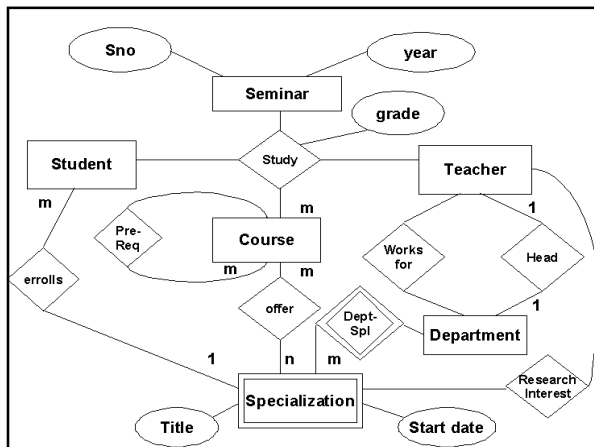 Sno
year
Seminar
grade
Student
Study
Teacher
m
m
1
Pre-
Req
Course
Works
for
Head
m
m
errolls
offer
Dept-
Spl
1
Department
1
n
m
Research
Interest
Specialization
Title
Start date